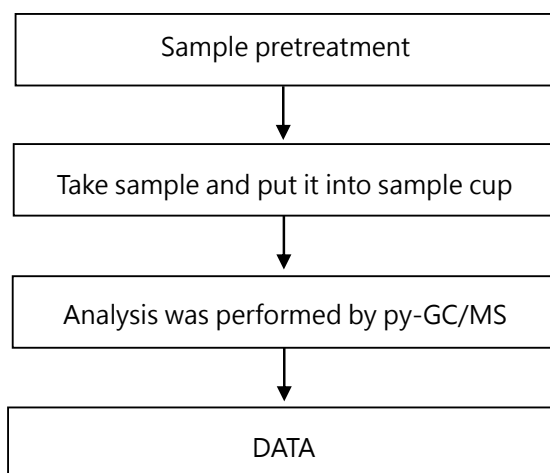 Sample pretreatment
Take sample and put it into sample cup
Analysis was performed by py-GC/MS
DATA